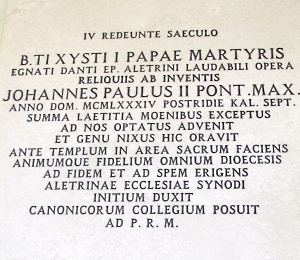 IV REDEUNTE SAECULO
B.TI XYSTI I PAPAE MARTYRIS
EGNATI DANTI EP. ALETRINI LAUDABILI OPERA
RELIQUIIS AB INVENTIS
JOHANNES PAULUS II PONT. MAX.
ANNO DOM. MCMLXXXIV POSTRIDIE KAL. SEPT.
SUMMA LAETITIA MOENIBUS EXCEPTUS
AD NOS OPTATUS ADVENIT
ET GENU NIXUS HIC ORAVIT
ANTE TEMPLUM IN AREA SACRUM FACIENS
ANIMUMQUE FIDELIUM OMNIUM DIOECESIS
AD FIDEM ET AD SPEM ERIGENS
ALETRINAE ECCLESIAE SYNODI
INITIUM DUXIT
CANONICORUM COLLEGIUM POSUIT
AD P. R. M.